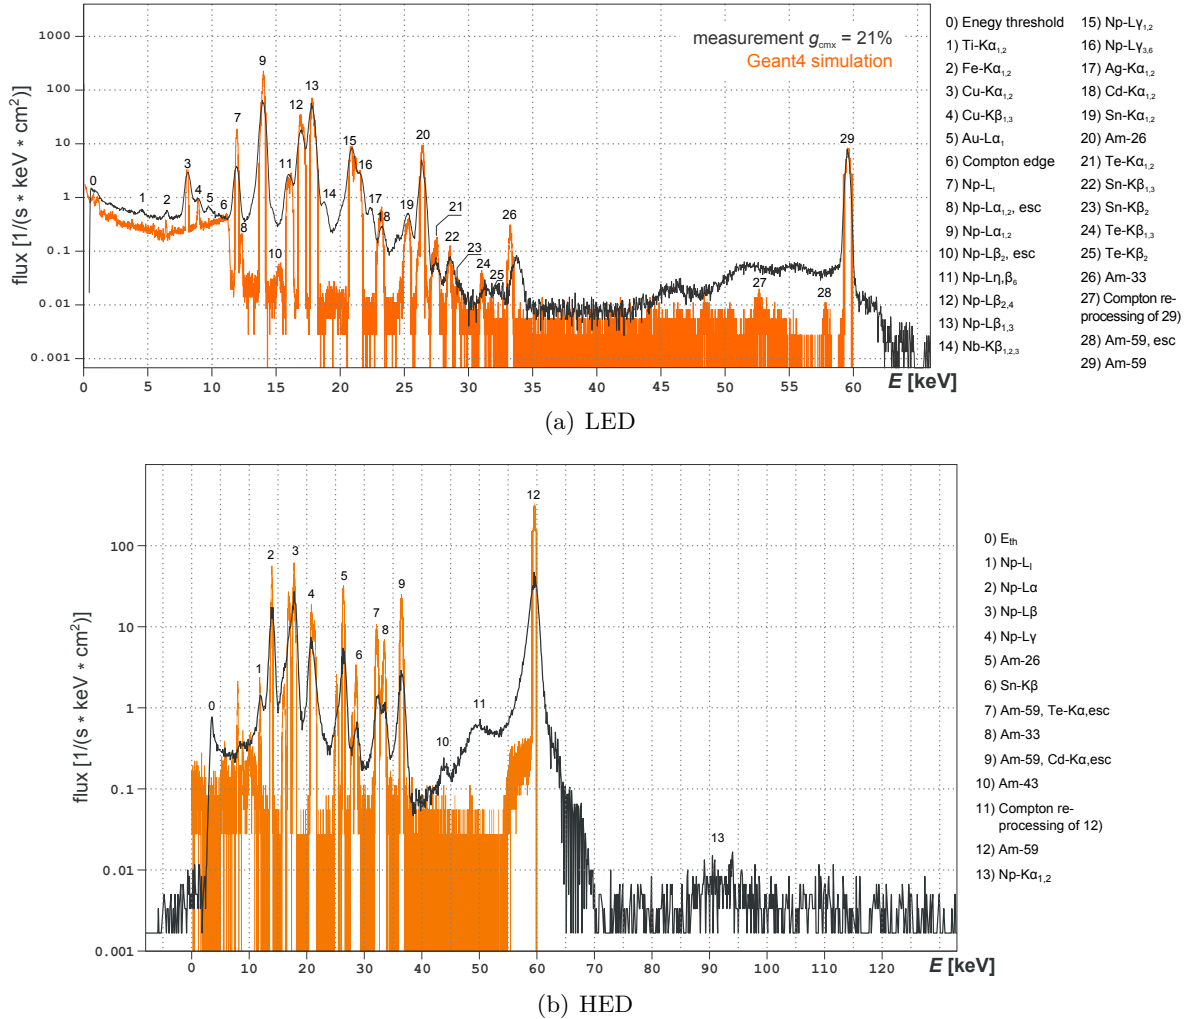 measurement g_cmx = 21%
Geant4 simulation
flux [1/(s * keV * cm²)]
1000
100
10
1
0.1
0.01
0.001
0 1 2 3 4 5 6 7 8 9 10 11 12 13 14 15 16 17 18 19 20 21 22 23 24 25 26 27 28 29
0 5 10 15 20 25 30 35 40 45 50 55 60
E [keV]
0) Enegy threshold
1) Ti-Kα1,2
2) Fe-Kα1,2
3) Cu-Kα1,2
4) Cu-Kβ1,3
5) Au-Lα1
6) Compton edge
7) Np-Ll
8) Np-Lα1,2, esc
9) Np-Lα1,2
10) Np-Lβ2, esc
11) Np-Lη,β6
12) Np-Lβ2,4
13) Np-Lβ1,3
14) Nb-Kβ1,2,3
15) Np-Lγ1,2
16) Np-Lγ3,6
17) Ag-Kα1,2
18) Cd-Kα1,2
19) Sn-Kα1,2
20) Am-26
21) Te-Kα1,2
22) Sn-Kβ1,3
23) Sn-Kβ2
24) Te-Kβ1,3
25) Te-Kβ2
26) Am-33
27) Compton re-
processing of 29)
28) Am-59, esc
29) Am-59
(a) LED
flux [1/(s * keV * cm²)]
100
10
1
0.1
0.01
0.001
0 1 2 3 4 5 6 7 8 9 10 11 12 13
0 10 20 30 40 50 60 70 80 90 100 110 120
E [keV]
0) Eth
1) Np-Ll
2) Np-Lα
3) Np-Lβ
4) Np-Lγ
5) Am-26
6) Sn-Kβ
7) Am-59, Te-Kα,esc
8) Am-33
9) Am-59, Cd-Kα,esc
10) Am-43
11) Compton re-
processing of 12)
12) Am-59
13) Np-Kα1,2
(b) HED